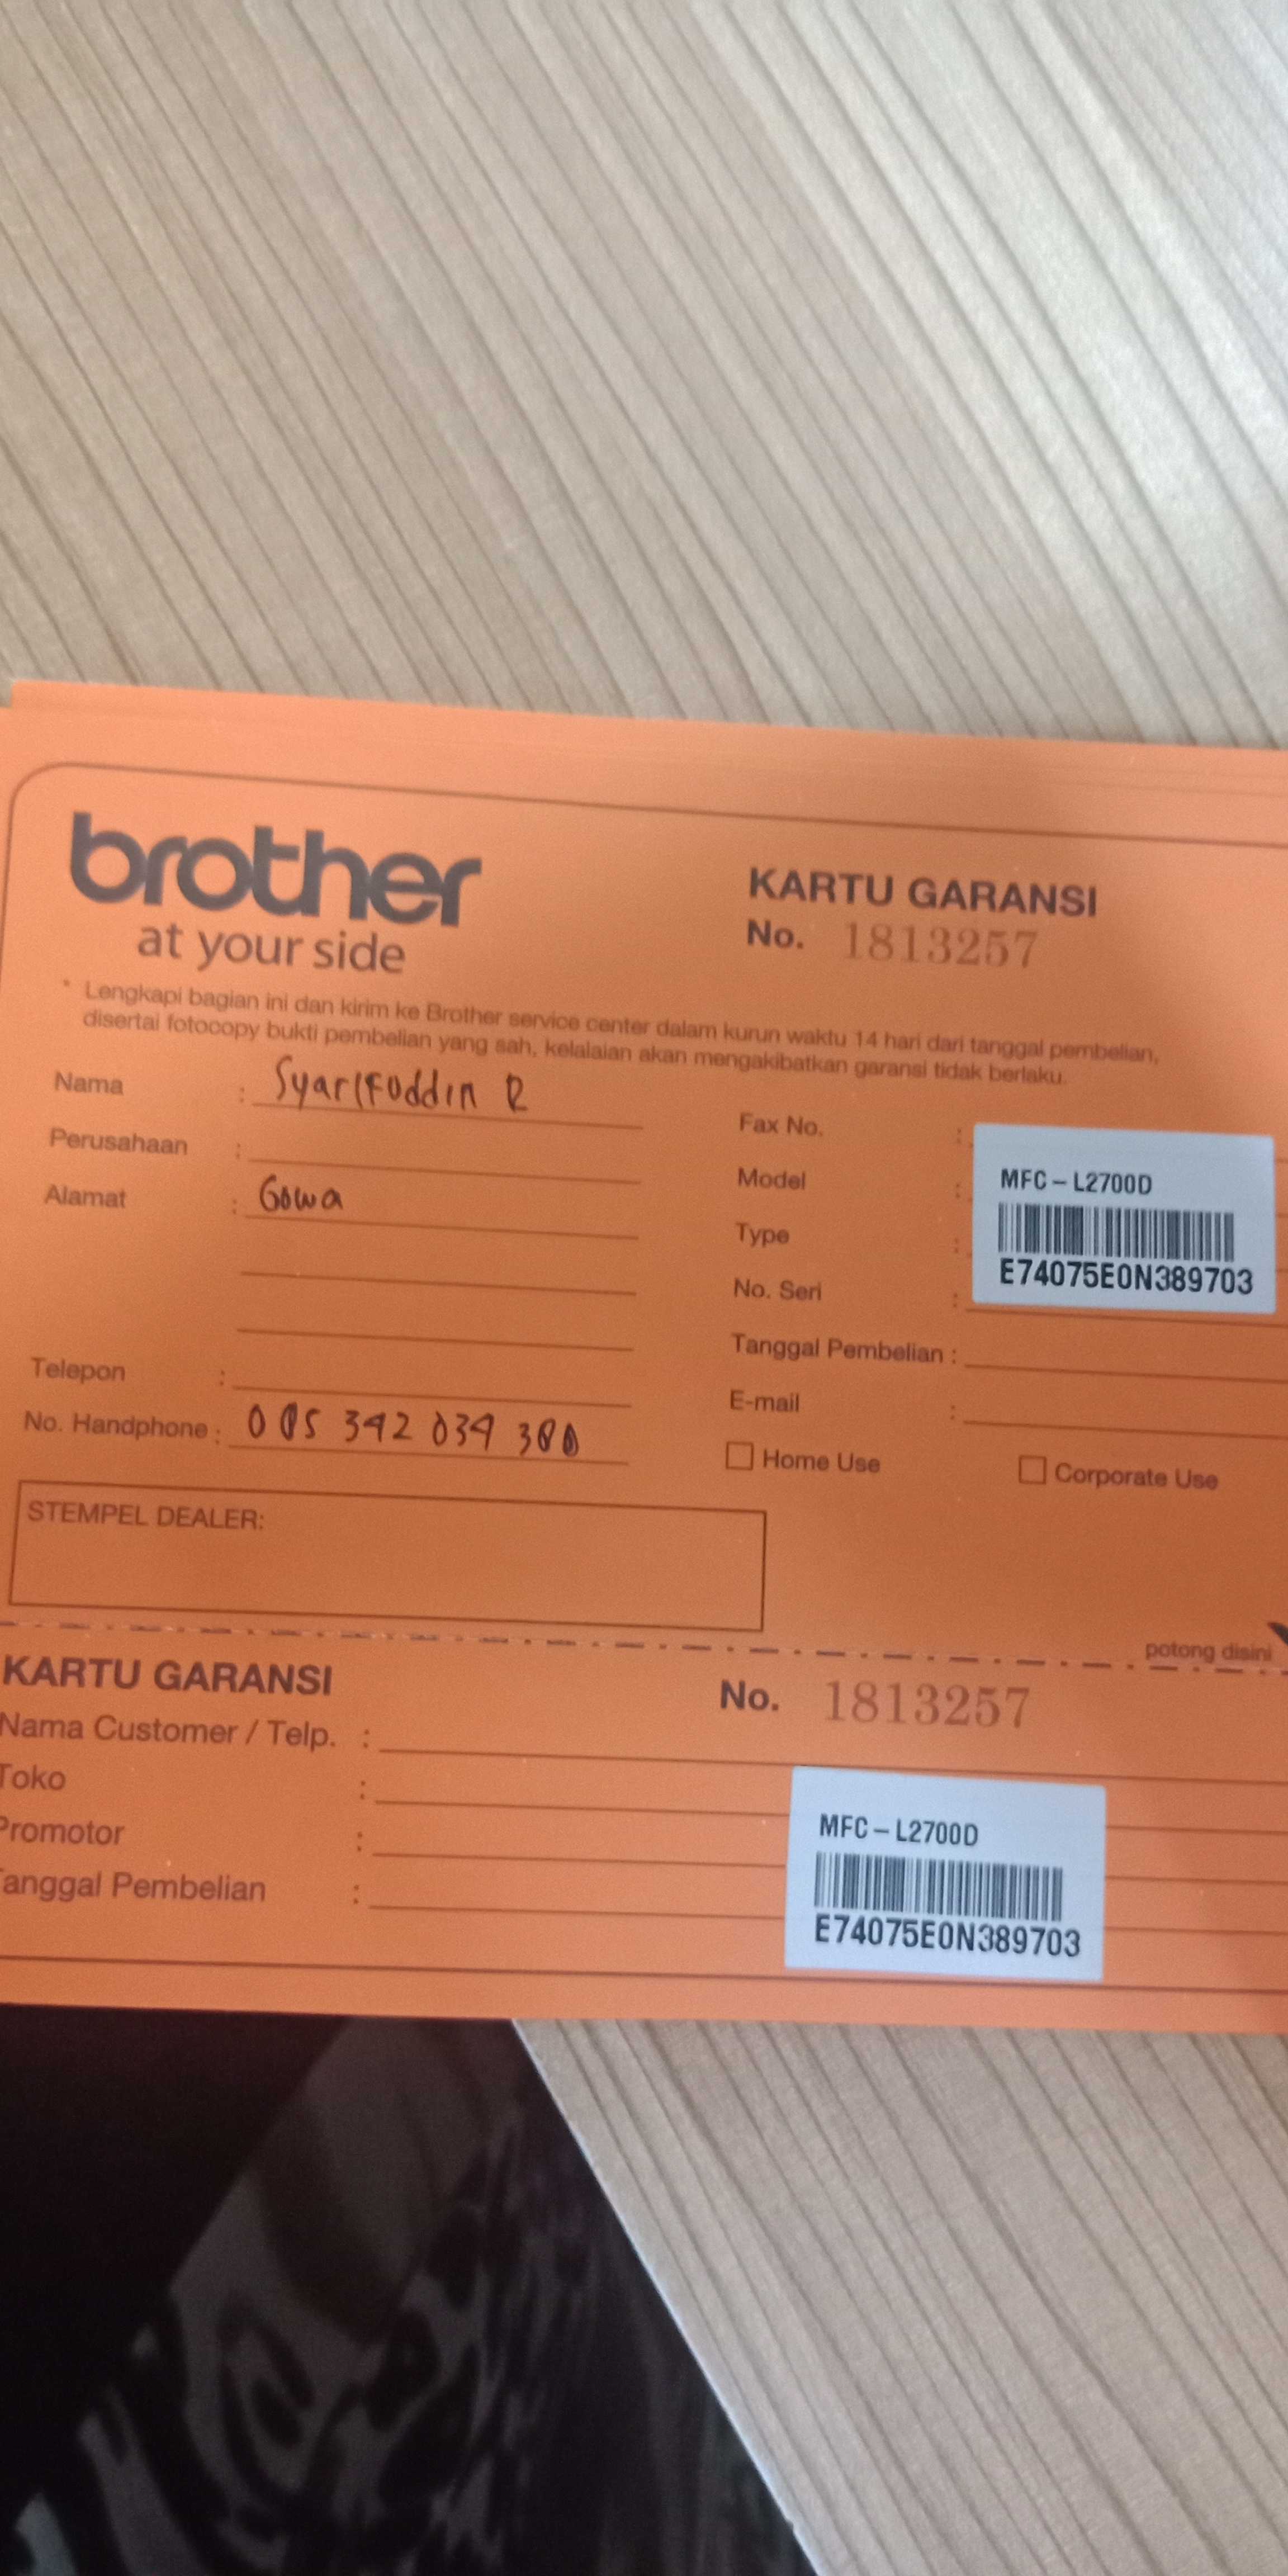 brother
at your side
KARTU GARANSI
No. 1813257
* Lengkapi bagian ini dan kirim ke Brother service center dalam kurun waktu 14 hari dari tanggal pembelian,
disertai fotocopy bukti pembelian yang sah, kelalaian akan mengakibatkan garansi tidak berlaku.
Nama : Syarifuddin R
Perusahaan :
Alamat : Gowa
Telepon :
No. Handphone : 085 342 034 380
Fax No. :
Model :
Type :
No. Seri :
MFC-L2700D
E74075E0N389703
Tanggal Pembelian :
E-mail :
Home Use
Corporate Use
STEMPEL DEALER:
potong disini
KARTU GARANSI
No. 1813257
Nama Customer / Telp. :
Toko :
Promotor :
Tanggal Pembelian :
MFC-L2700D
E74075E0N389703